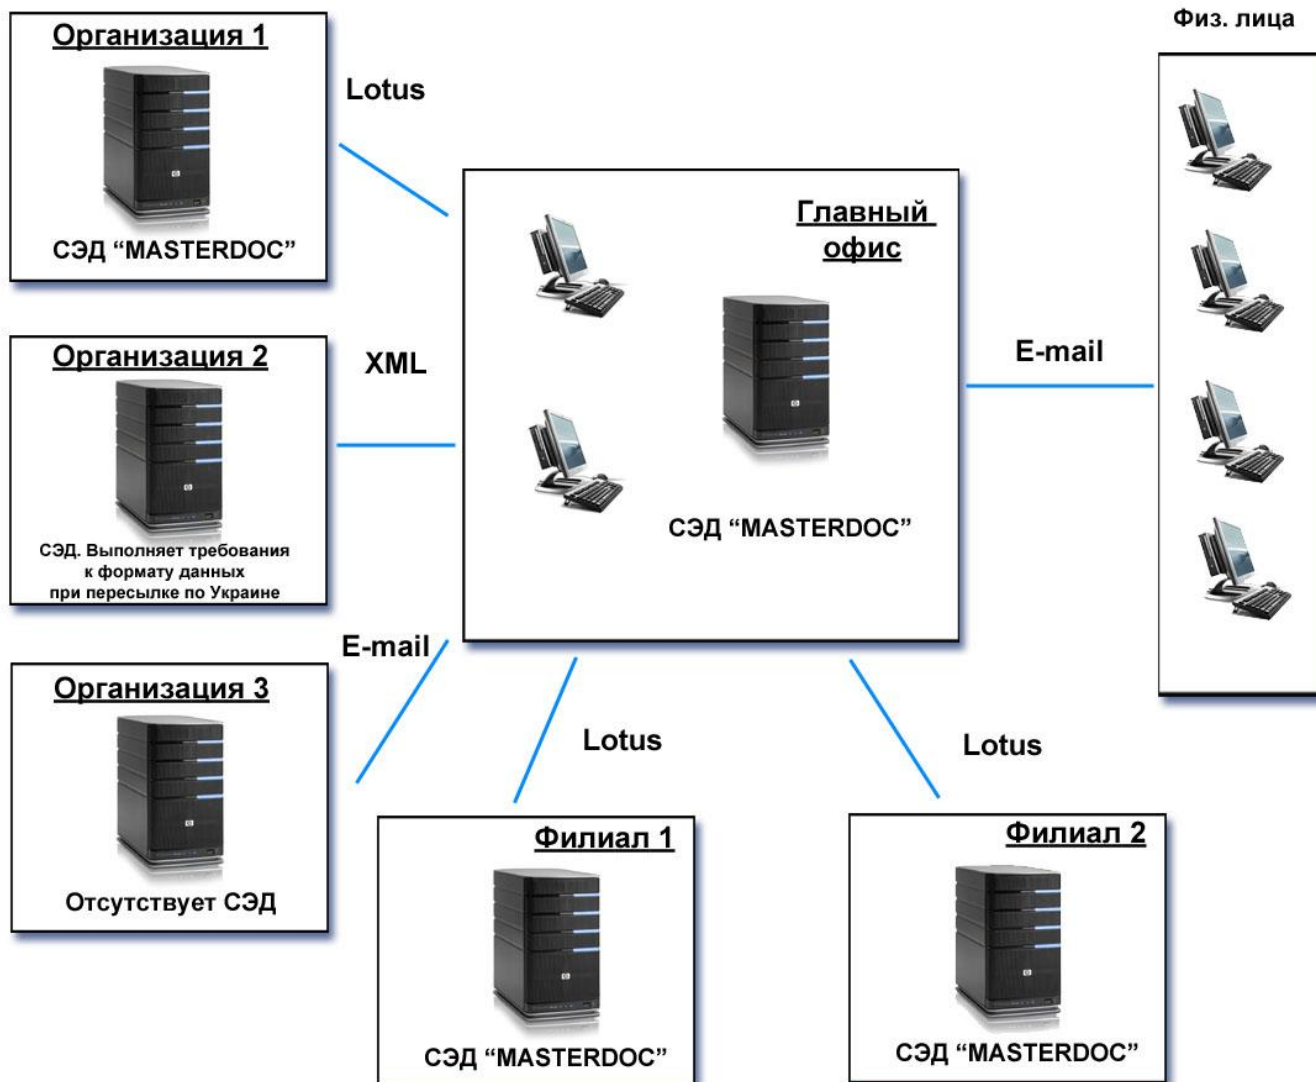 Организация 1
СЭД “MASTERDOC”
Lotus
Физ. лица
Главный
офис
СЭД “MASTERDOC”
E-mail
Организация 2
СЭД. Выполняет требования
к формату данных
при пересылке по Украине
XML
Организация 3
Отсутствует СЭД
E-mail
Lotus
Филиал 1
СЭД “MASTERDOC”
Lotus
Филиал 2
СЭД “MASTERDOC”